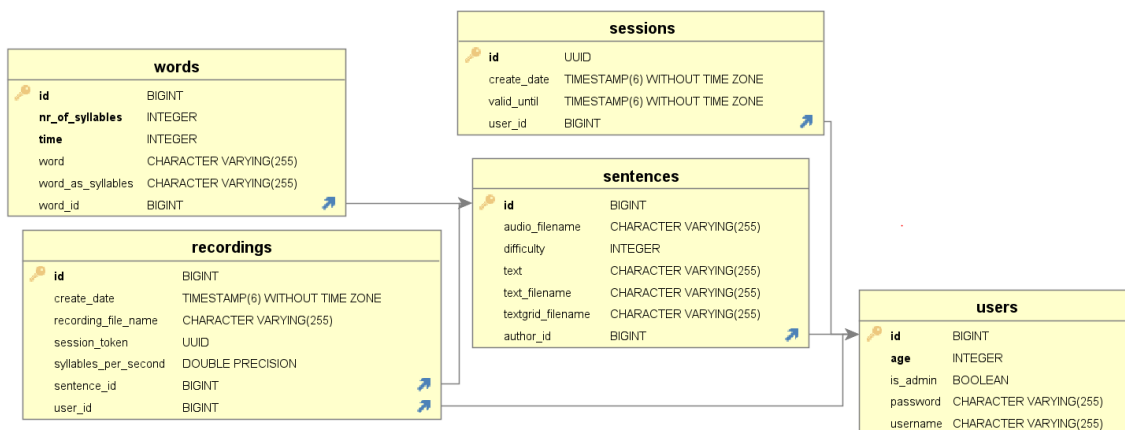 sessions
id UUID
create_date TIMESTAMP(6) WITHOUT TIME ZONE
valid_until TIMESTAMP(6) WITHOUT TIME ZONE
user_id BIGINT
words
id BIGINT
nr_of_syllables INTEGER
time INTEGER
word CHARACTER VARYING(255)
word_as_syllables CHARACTER VARYING(255)
word_id BIGINT
sentences
id BIGINT
audio_filename CHARACTER VARYING(255)
difficulty INTEGER
text CHARACTER VARYING(255)
text_filename CHARACTER VARYING(255)
textgrid_filename CHARACTER VARYING(255)
author_id BIGINT
recordings
id BIGINT
create_date TIMESTAMP(6) WITHOUT TIME ZONE
recording_file_name CHARACTER VARYING(255)
session_token UUID
syllables_per_second DOUBLE PRECISION
sentence_id BIGINT
user_id BIGINT
users
id BIGINT
age INTEGER
is_admin BOOLEAN
password CHARACTER VARYING(255)
username CHARACTER VARYING(255)